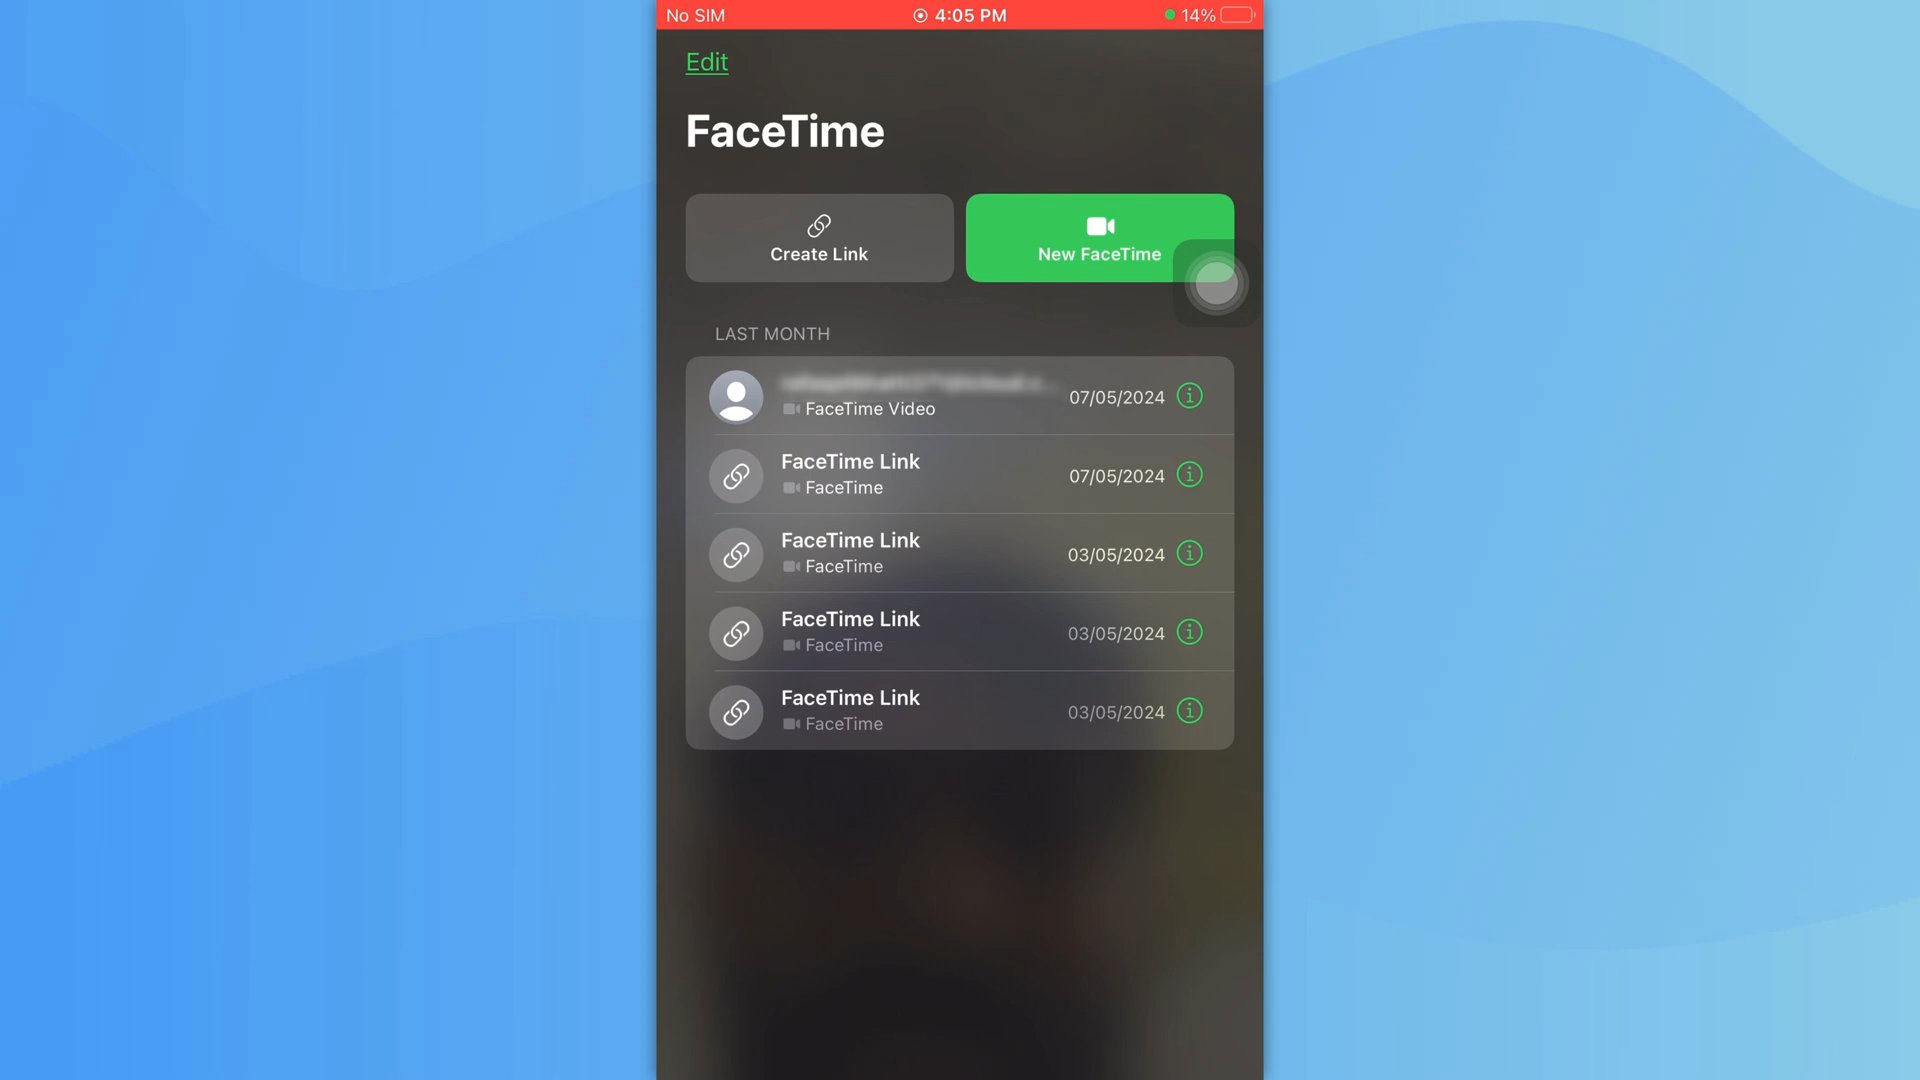 No SIM 4:05 PM 14%
Edit
FaceTime
Create Link
New FaceTime
LAST MONTH
FaceTime Video 07/05/2024
FaceTime Link
FaceTime 07/05/2024
FaceTime Link
FaceTime 03/05/2024
FaceTime Link
FaceTime 03/05/2024
FaceTime Link
FaceTime 03/05/2024